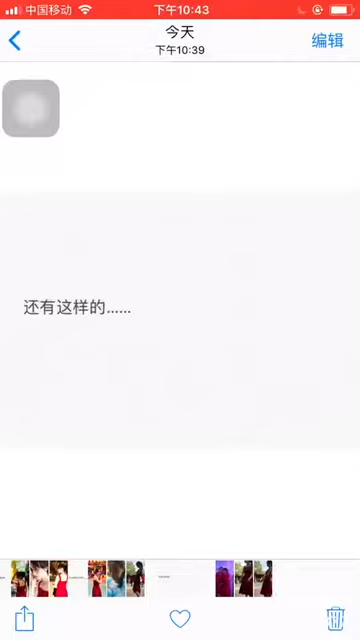 中国移动
下午10:43
今天
下午10:39
编辑
还有这样的......